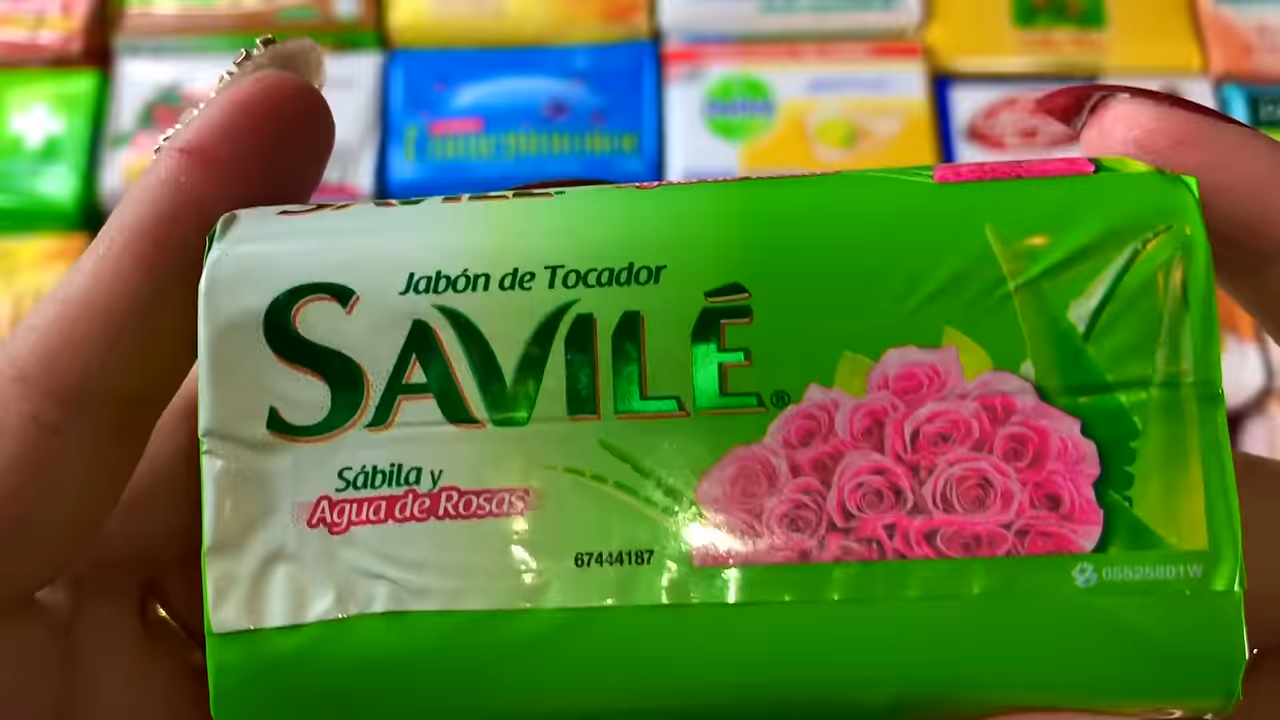 Jabón de Tocador
SAVILÉ®
Sábila y
Agua de Rosas
67444187
05525801W